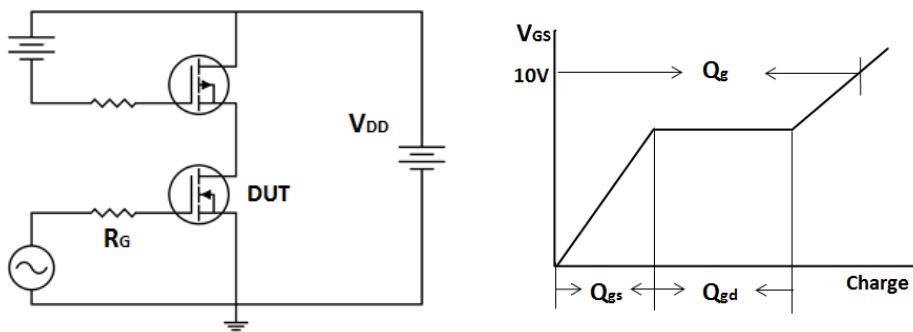 VDD
DUT
RG
VGS
10V
Qg
Qgs
Qgd
Charge